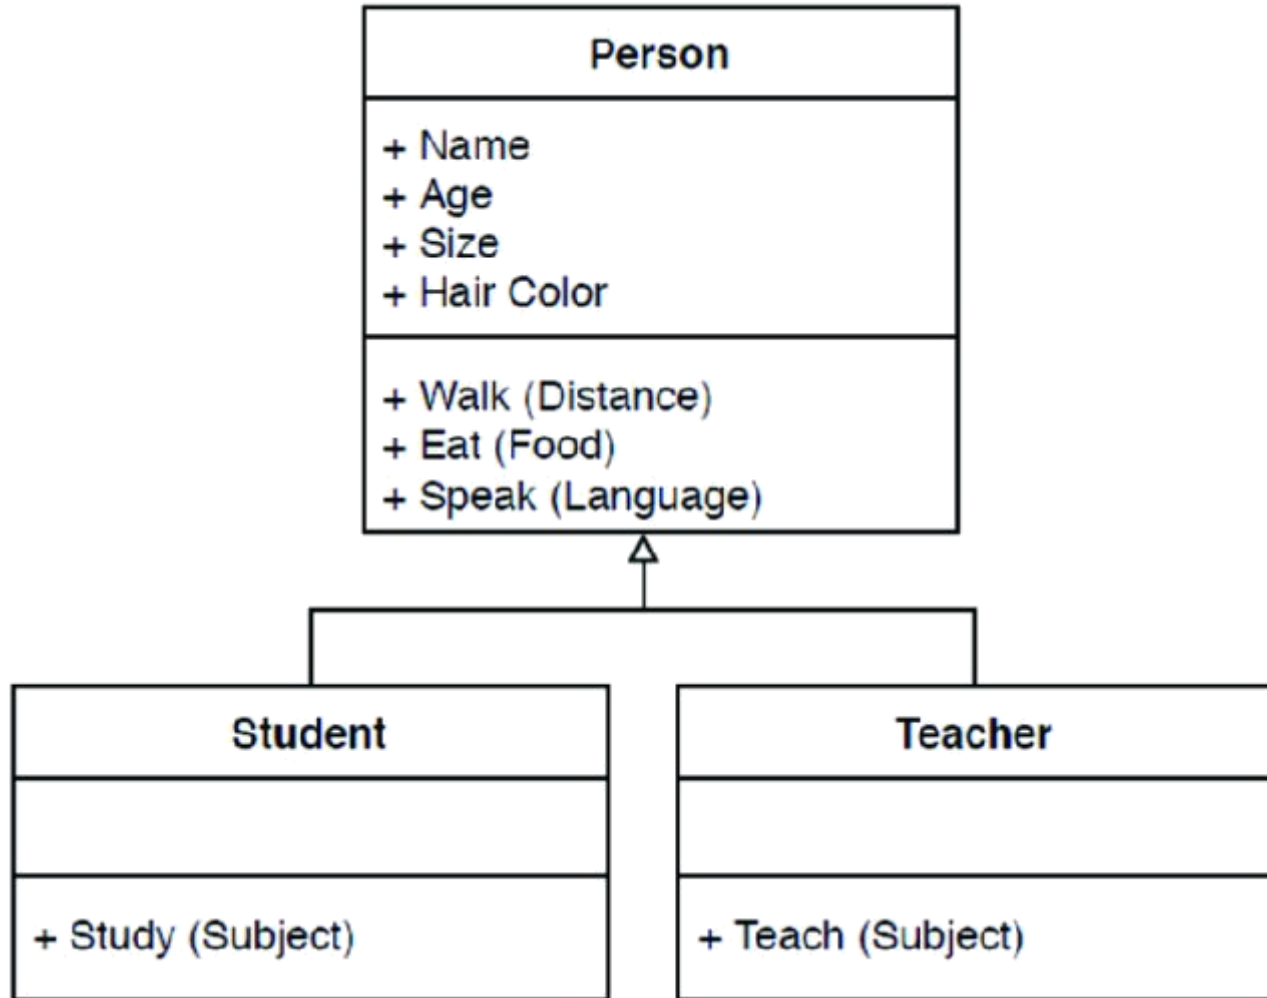 Person
+ Name
+ Age
+ Size
+ Hair Color
+ Walk (Distance)
+ Eat (Food)
+ Speak (Language)
Student
+ Study (Subject)
Teacher
+ Teach (Subject)